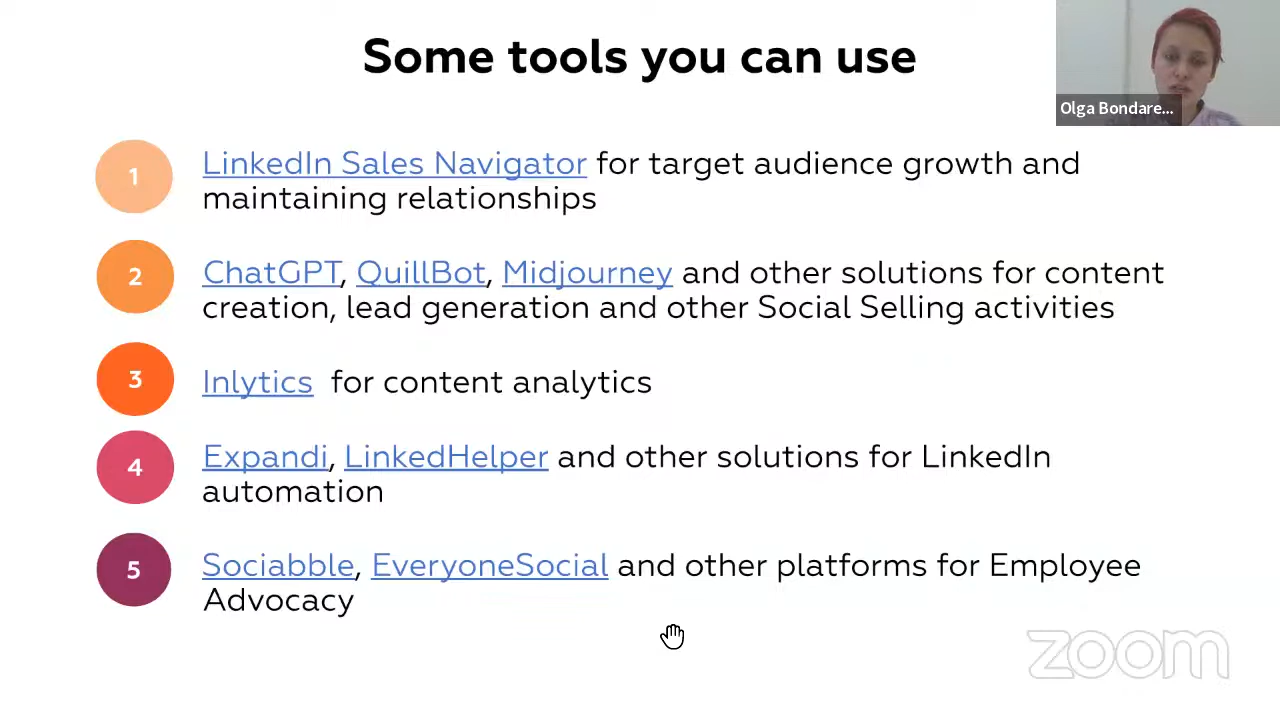 Some tools you can use
Olga Bondare...
1
LinkedIn Sales Navigator for target audience growth and
maintaining relationships
2
ChatGPT, QuillBot, Midjourney and other solutions for content
creation, lead generation and other Social Selling activities
3
Inlytics for content analytics
4
Expandi, LinkedHelper and other solutions for LinkedIn
automation
5
Sociabble, EveryoneSocial and other platforms for Employee
Advocacy
zoom